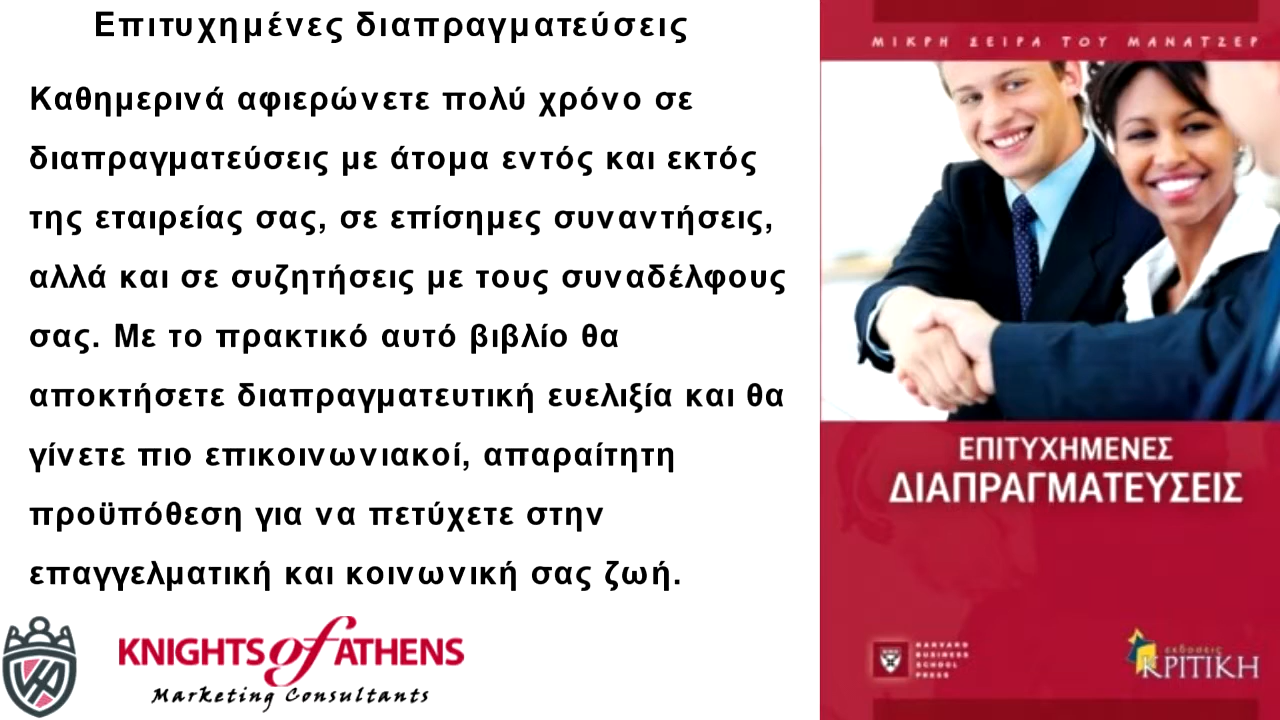 Επιτυχημένες διαπραγματεύσεις
Καθημερινά αφιερώνετε πολύ χρόνο σε
διαπραγματεύσεις με άτομα εντός και εκτός
της εταιρείας σας, σε επίσημες συναντήσεις,
αλλά και σε συζητήσεις με τους συναδέλφους
σας. Με το πρακτικό αυτό βιβλίο θα
αποκτήσετε διαπραγματευτική ευελιξία και θα
γίνετε πιο επικοινωνιακοί, απαραίτητη
προϋπόθεση για να πετύχετε στην
επαγγελματική και κοινωνική σας ζωή.
KNIGHTS of ATHENS
Marketing Consultants
ΜΙΚΡΗ ΣΕΙΡΑ ΤΟΥ ΜΑΝΑΤΖΕΡ
ΕΠΙΤΥΧΗΜΕΝΕΣ
ΔΙΑΠΡΑΓΜΑΤΕΥΣΕΙΣ
HARVARD
BUSINESS
SCHOOL
PRESS
εκδοσεις
ΚΡΙΤΙΚΗ